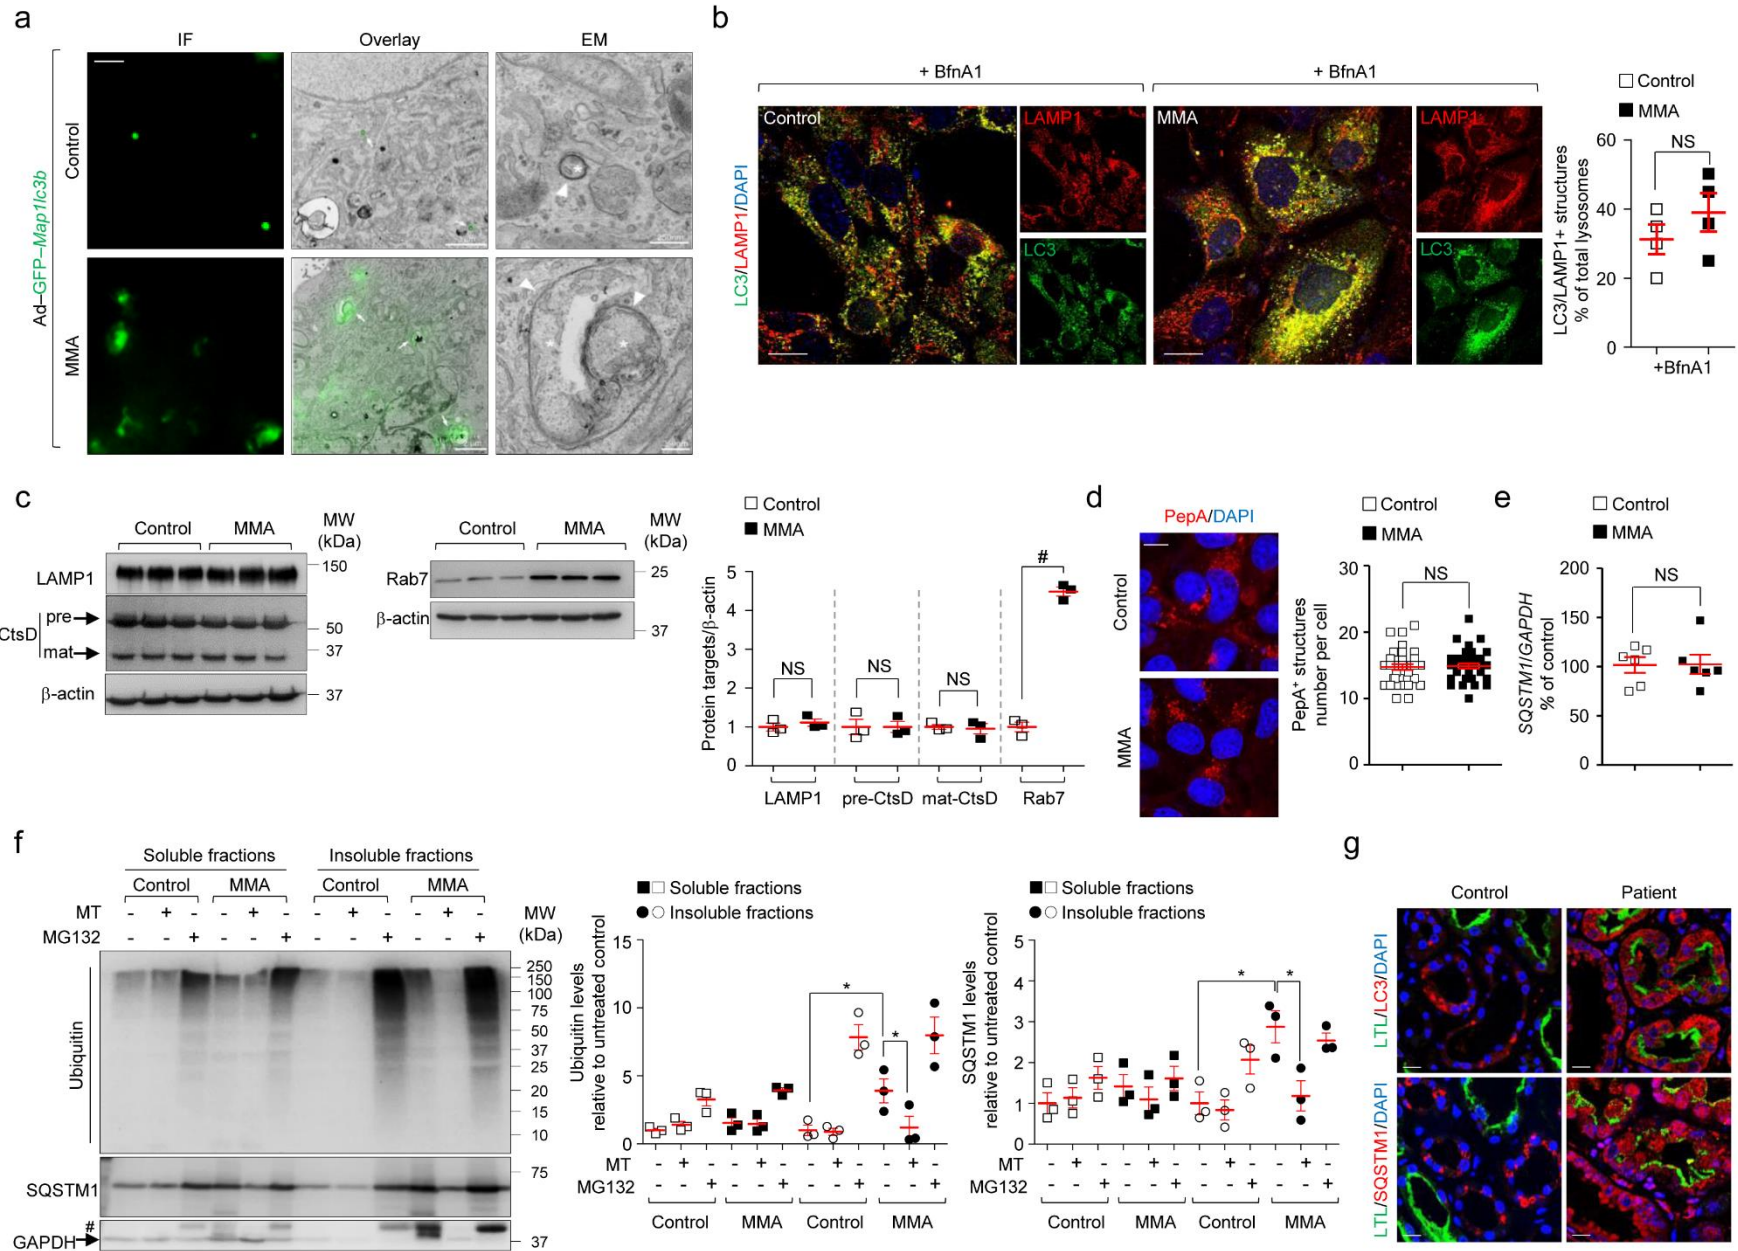 a
IF
Overlay
EM
Ad–GFP–Map1lc3b
Control
MMA
b
+ BfnA1
+ BfnA1
LC3/LAMP1/DAPI
Control
LAMP1
LC3
MMA
LAMP1
LC3
Control
MMA
LC3/LAMP1+ structures
% of total lysosomes
60
40
20
0
NS
+BfnA1
c
Control
MMA
MW
(kDa)
LAMP1
150
CtsD
pre
mat
50
37
β-actin
37
Control
MMA
MW
(kDa)
Rab7
25
β-actin
37
Control
MMA
Protein targets/β-actin
5
4
3
2
1
0
NS
NS
NS
#
LAMP1
pre-CtsD
mat-CtsD
Rab7
d
PepA/DAPI
Control
MMA
Control
MMA
PepA⁺ structures
number per cell
30
20
10
0
NS
e
Control
MMA
SQSTM1/GAPDH
% of control
200
150
100
50
0
NS
f
Soluble fractions
Insoluble fractions
Control
MMA
Control
MMA
MT - + - - + - - + - - + -
MG132 - - + - - + - - + - - +
MW
(kDa)
Ubiquitin
250
150
100
75
50
37
25
20
15
10
SQSTM1
75
#
GAPDH
37
Soluble fractions
Insoluble fractions
Ubiquitin levels
relative to untreated control
15
10
5
0
*
*
MT - + - - + - - + - - + -
MG132 - - + - - + - - + - - +
Control
MMA
Control
MMA
Soluble fractions
Insoluble fractions
SQSTM1 levels
relative to untreated control
5
4
3
2
1
0
*
*
MT - + - - + - - + - - + -
MG132 - - + - - + - - + - - +
Control
MMA
Control
MMA
g
Control
Patient
LTL/LC3/DAPI
LTL/SQSTM1/DAPI